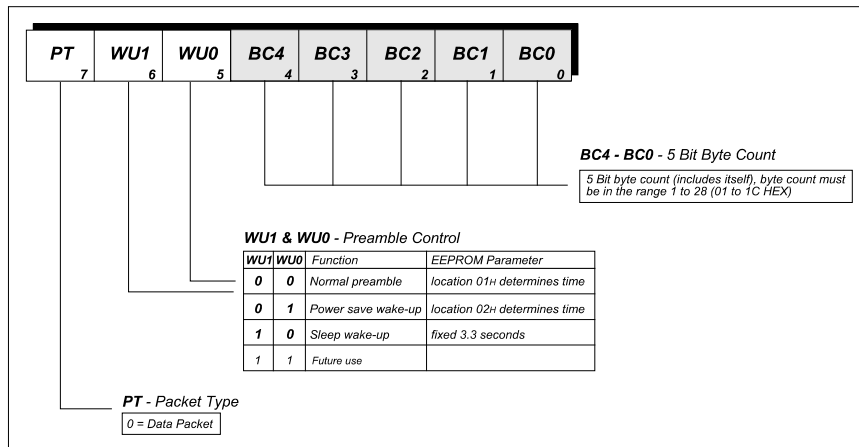 PT WU1 WU0 BC4 BC3 BC2 BC1 BC0
7 6 5 4 3 2 1 0
BC4 - BC0 - 5 Bit Byte Count
5 Bit byte count (includes itself), byte count must
be in the range 1 to 28 (01 to 1C HEX)
WU1 & WU0 - Preamble Control
WU1 WU0 Function EEPROM Parameter
0 0 Normal preamble location 01H determines time
0 1 Power save wake-up location 02H determines time
1 0 Sleep wake-up fixed 3.3 seconds
1 1 Future use
PT - Packet Type
0 = Data Packet